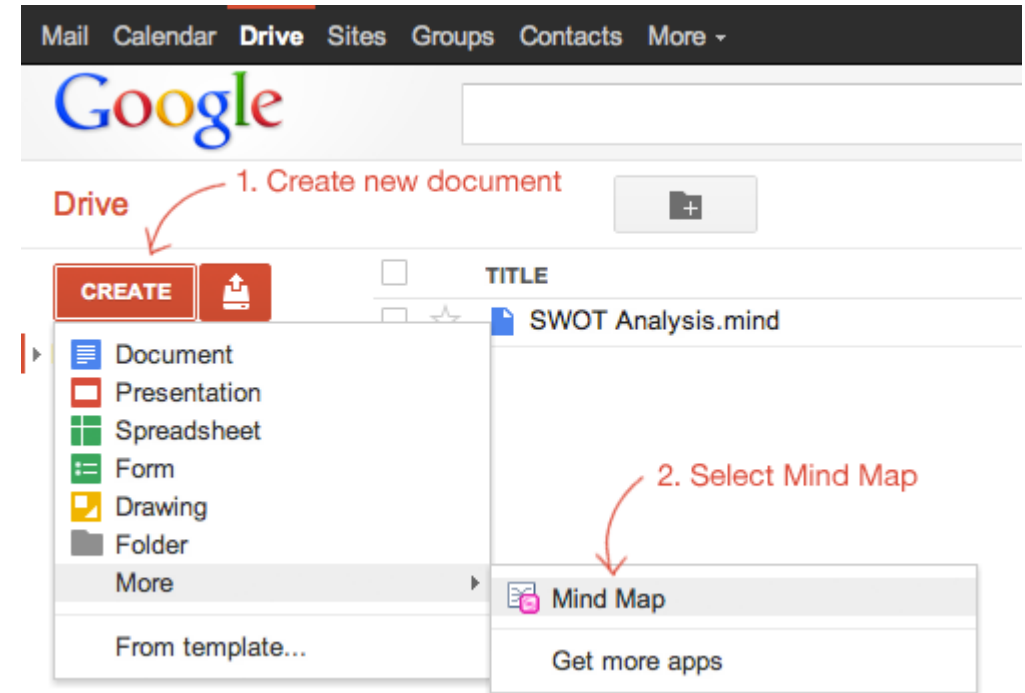 Mail Calendar Drive Sites Groups Contacts More
Google
1. Create new document
Drive
CREATE
TITLE
SWOT Analysis.mind
Document
Presentation
Spreadsheet
Form
Drawing
Folder
2. Select Mind Map
More
Mind Map
From template...
Get more apps